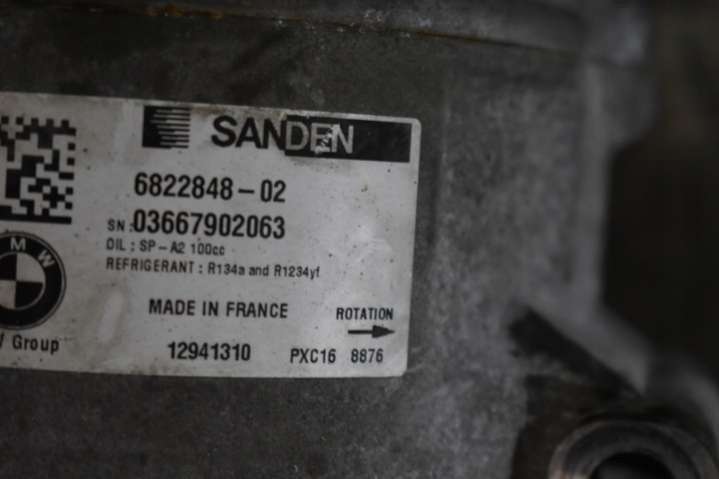 SANDEN
6822848-02
SN:03667902063
OIL : SP-A2 100cc
REFRIGERANT : R134a and R1234yf
M W
Group
MADE IN FRANCE
ROTATION
12941310 PXC16 8876